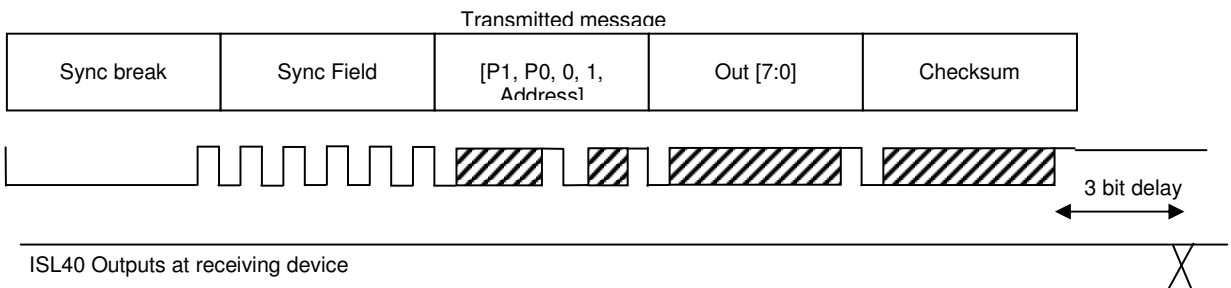 Transmitted message
Sync break
Sync Field
[P1, P0, 0, 1,
Address]
Out [7:0]
Checksum
3 bit delay
ISL40 Outputs at receiving device